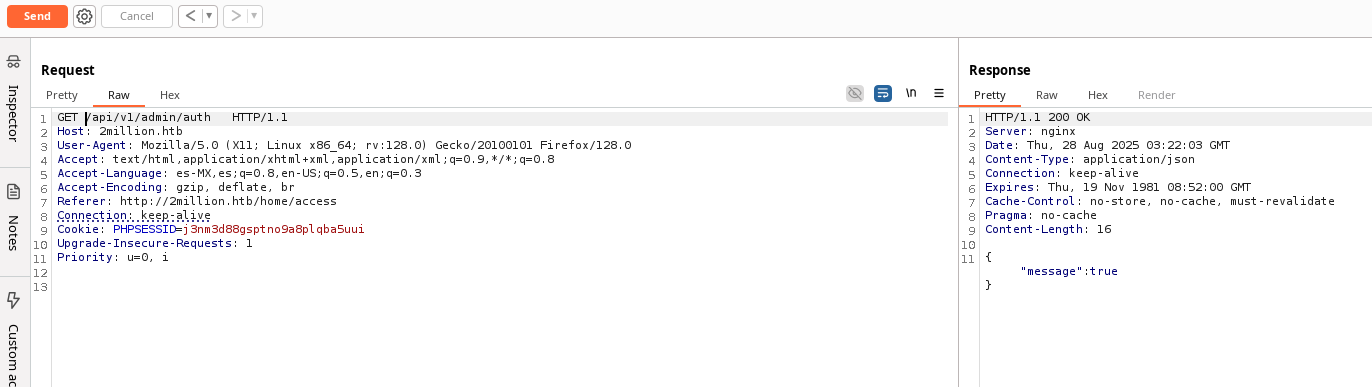 Send
Cancel
Inspector
Notes
Custom ac
Request
Pretty Raw Hex
\n
1 GET /api/v1/admin/auth HTTP/1.1
2 Host: 2million.htb
3 User-Agent: Mozilla/5.0 (X11; Linux x86_64; rv:128.0) Gecko/20100101 Firefox/128.0
4 Accept: text/html,application/xhtml+xml,application/xml;q=0.9,*/*;q=0.8
5 Accept-Language: es-MX,es;q=0.8,en-US;q=0.5,en;q=0.3
6 Accept-Encoding: gzip, deflate, br
7 Referer: http://2million.htb/home/access
8 Connection: keep-alive
9 Cookie: PHPSESSID=j3nm3d88gsptno9a8plqba5uui
10 Upgrade-Insecure-Requests: 1
11 Priority: u=0, i
12
13
Response
Pretty Raw Hex Render
1 HTTP/1.1 200 OK
2 Server: nginx
3 Date: Thu, 28 Aug 2025 03:22:03 GMT
4 Content-Type: application/json
5 Connection: keep-alive
6 Expires: Thu, 19 Nov 1981 08:52:00 GMT
7 Cache-Control: no-store, no-cache, must-revalidate
8 Pragma: no-cache
9 Content-Length: 16
10
11 {
"message":true
}